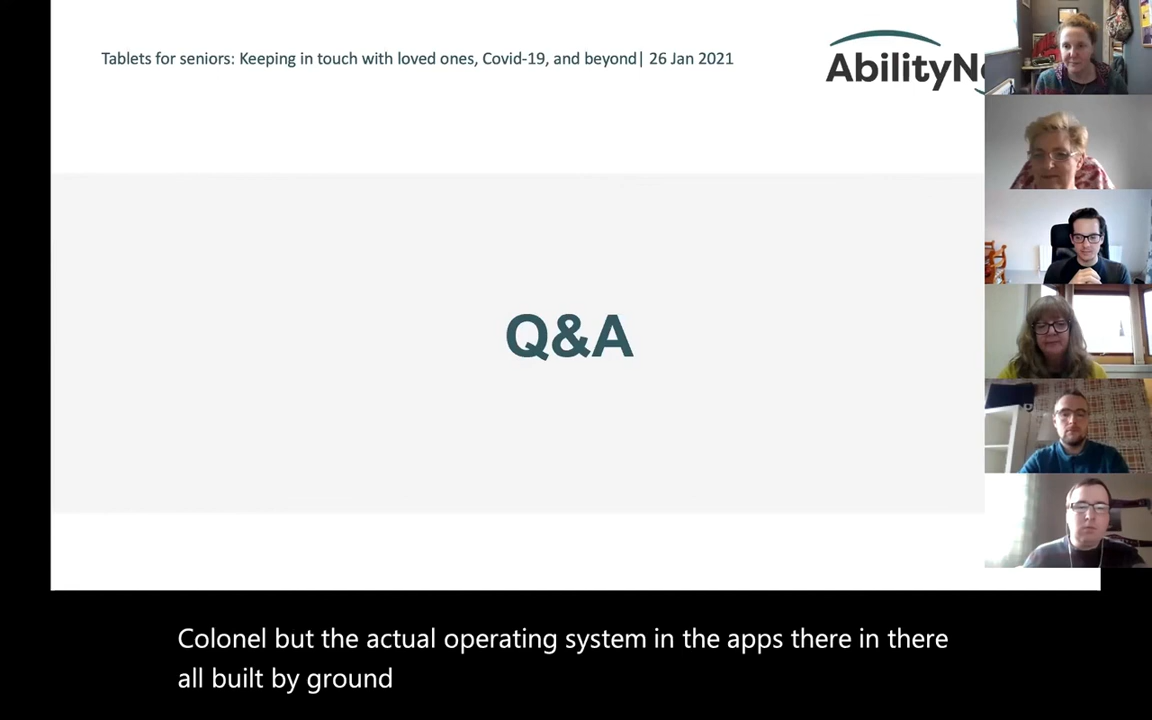 Tablets for seniors: Keeping in touch with loved ones, Covid-19, and beyond| 26 Jan 2021
AbilityN
Q&A
Colonel but the actual operating system in the apps there in there
all built by ground